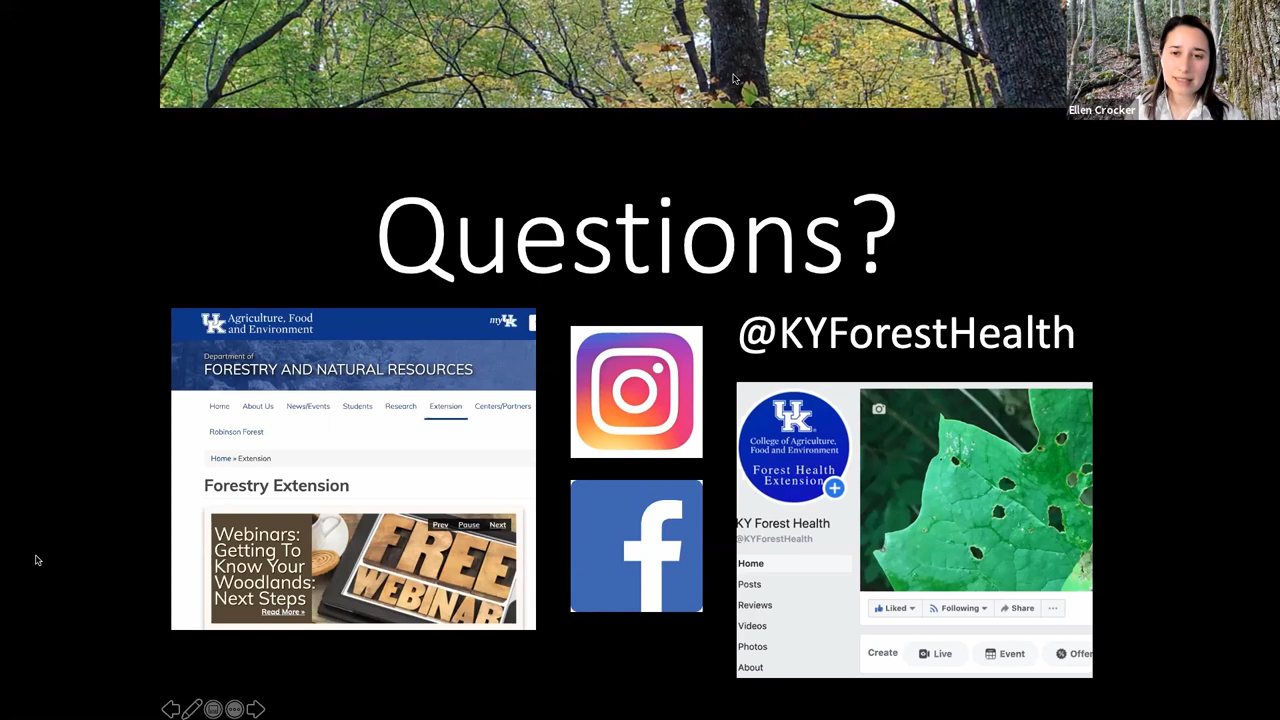 Ellen Crocker
Questions?
UK Agriculture, Food
and Environment
myUK
Department of
FORESTRY AND NATURAL RESOURCES
Home About Us News/Events Students Research Extension Centers/Partners
Robinson Forest
Home » Extension
Forestry Extension
Prev Pause Next
Webinars:
Getting To
Know Your
Woodlands:
Next Steps
Read More »
FREE
WEBINAR
@KYForestHealth
UK
College of Agriculture,
Food and Environment
Forest Health
Extension
KY Forest Health
@KYForestHealth
Home
Posts
Reviews
Videos
Photos
About
Liked Following Share ...
Create Live Event Offer